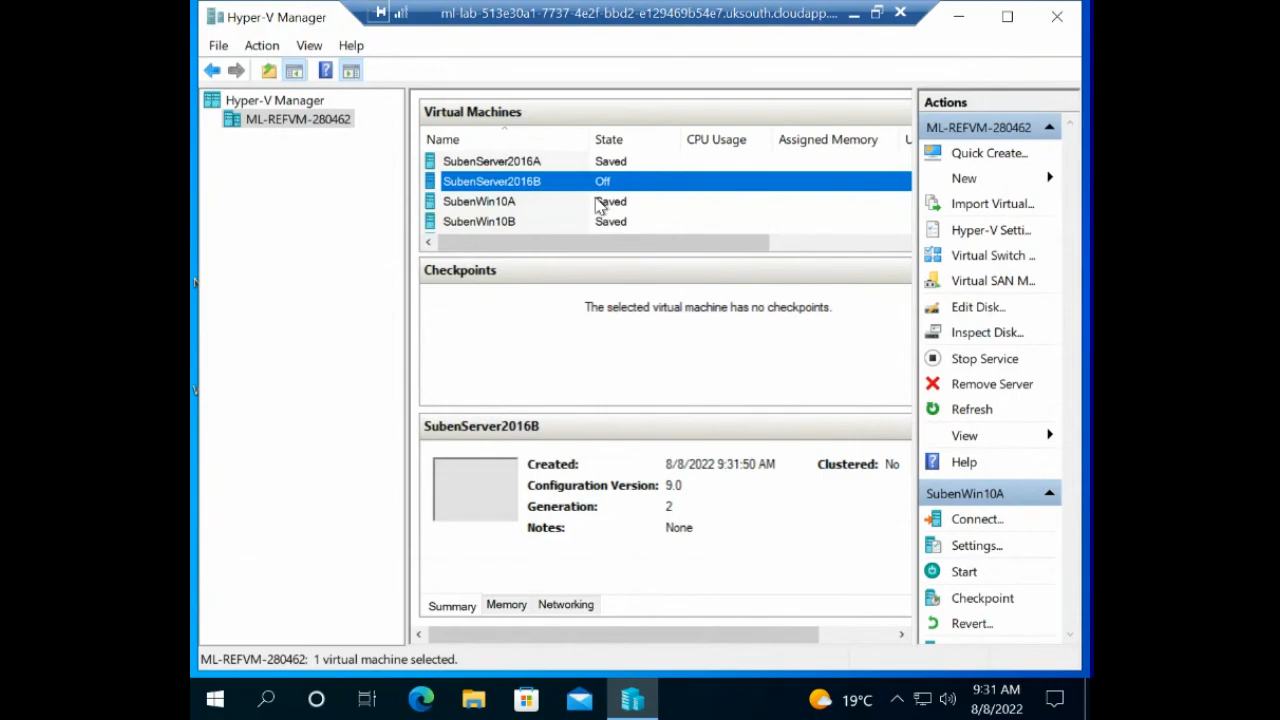 Hyper-V Manager
ml-lab-513e30a1-7737-4e2f-bbd2-e129469b54e7.uksouth.cloudapp....
File Action View Help
Hyper-V Manager
ML-REFVM-280462
Virtual Machines
Name State CPU Usage Assigned Memory U
SubenServer2016A Saved
SubenServer2016B Off
SubenWin10A Saved
SubenWin10B Saved
Checkpoints
The selected virtual machine has no checkpoints.
SubenServer2016B
Created: 8/8/2022 9:31:50 AM Clustered: No
Configuration Version: 9.0
Generation: 2
Notes: None
Summary Memory Networking
Actions
ML-REFVM-280462
Quick Create...
New
Import Virtual...
Hyper-V Setti...
Virtual Switch ...
Virtual SAN M...
Edit Disk...
Inspect Disk...
Stop Service
Remove Server
Refresh
View
Help
SubenWin10A
Connect...
Settings...
Start
Checkpoint
Revert...
ML-REFVM-280462: 1 virtual machine selected.
19°C
9:31 AM
8/8/2022